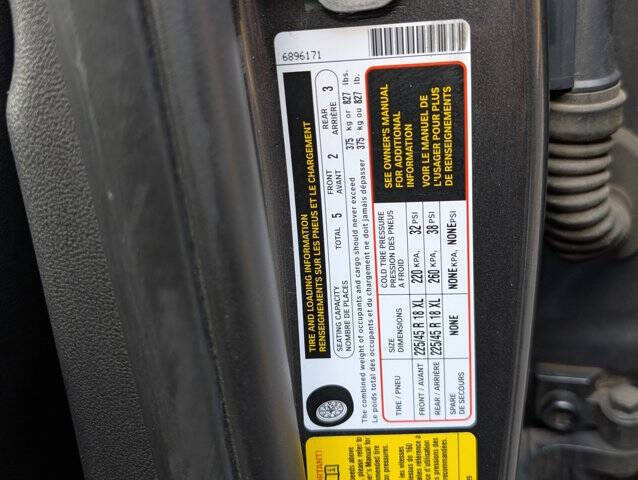 6896171
TIRE AND LOADING INFORMATION
RENSEIGNEMENTS SUR LES PNEUS ET LE CHARGEMENT
SEATING CAPACITY TOTAL 5 FRONT 2 REAR 3
NOMBRE DE PLACES AVANT ARRIÈRE
The combined weight of occupants and cargo should never exceed 375 kg or 827 lbs.
Le poids total des occupants et du chargement ne doit jamais dépasser 375 kg ou 827 lb.
TIRE / PNEU SIZE DIMENSIONS COLD TIRE PRESSURE PRESSION DES PNEUS A FROID
FRONT / AVANT 225/45 R 18 XL 220 KPA, 32 PSI
REAR / ARRIÈRE 225/45 R 18 XL 260 KPA, 38 PSI
SPARE DE SECOURS NONE NONE KPA, NONE PSI
SEE OWNER'S MANUAL
FOR ADDITIONAL
INFORMATION
VOIR LE MANUEL DE
L'USAGER POUR PLUS
DE RENSEIGNEMENTS